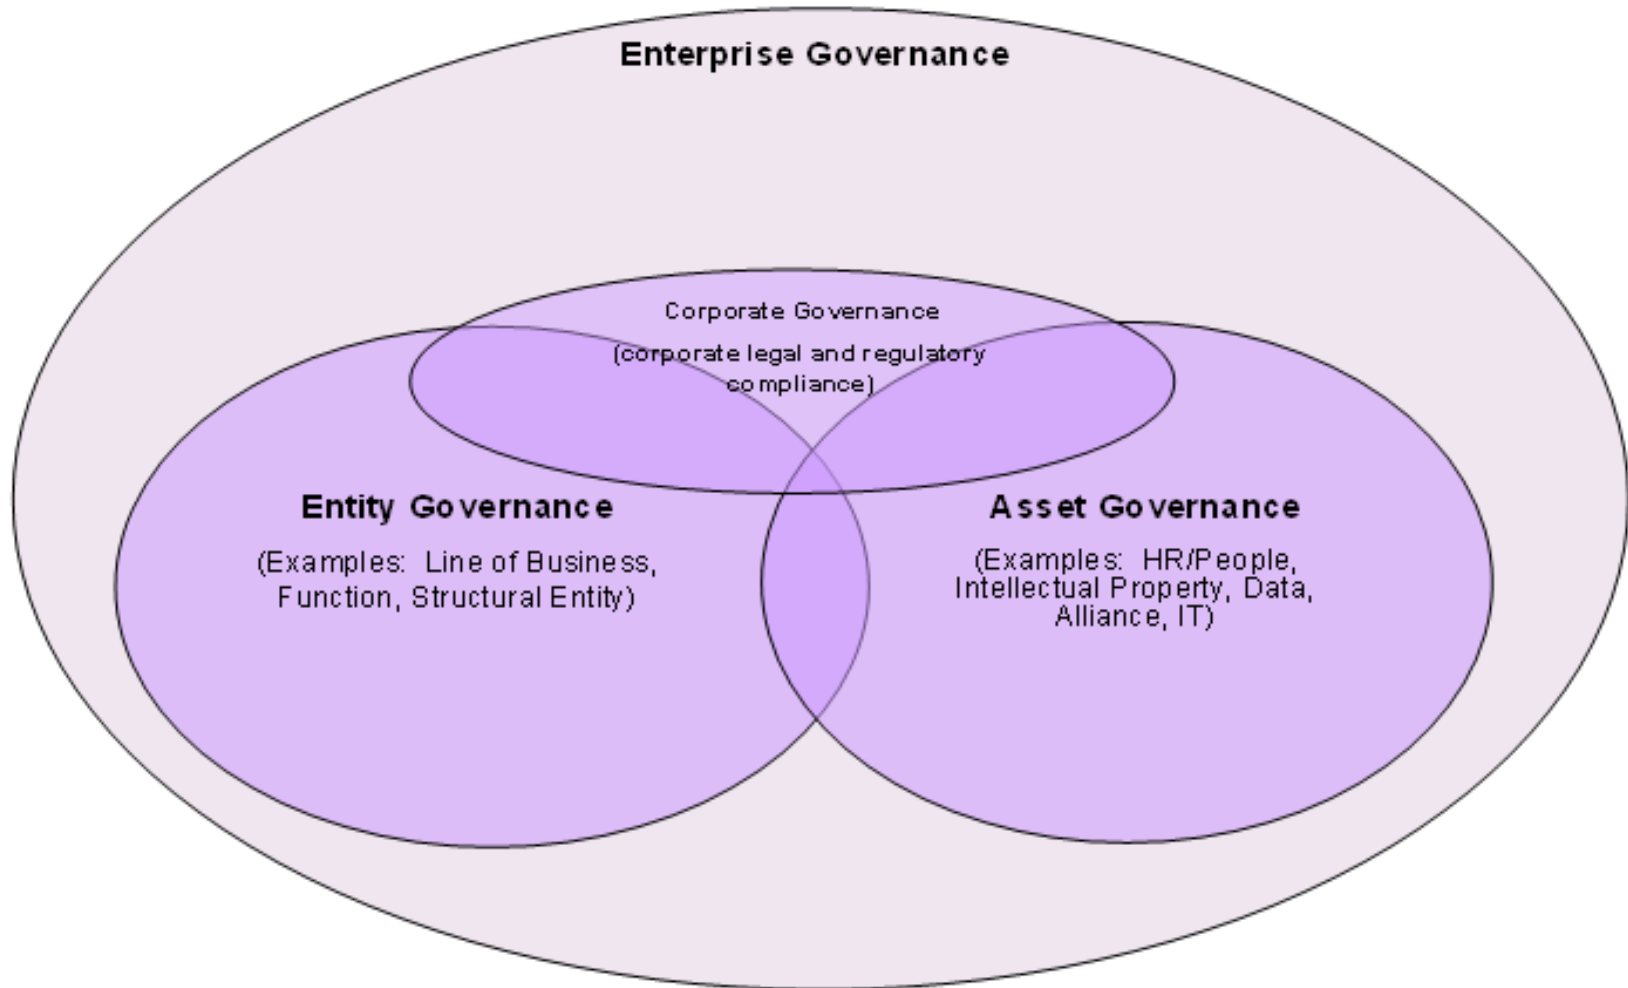 Enterprise Governance
Corporate Governance
(corporate legal and regulatory
compliance)
Entity Governance
(Examples: Line of Business,
Function, Structural Entity)
Asset Governance
(Examples: HR/People,
Intellectual Property, Data,
Alliance, IT)